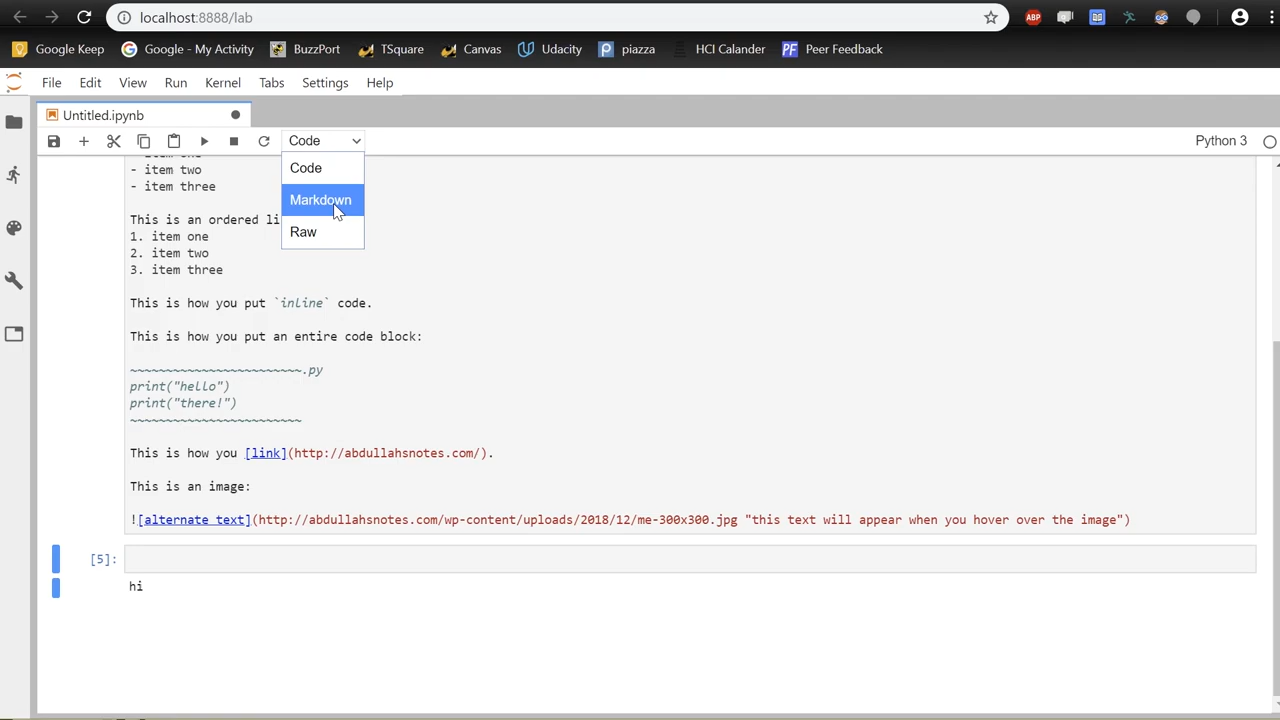 localhost:8888/lab
ABP
Google Keep
Google - My Activity
BuzzPort
TSquare
Canvas
Udacity
piazza
HCI Calander
PF Peer Feedback
File Edit View Run Kernel Tabs Settings Help
Untitled.ipynb
Code
Python 3
Code
Markdown
Raw
- item two
- item three
This is an ordered li
1. item one
2. item two
3. item three
This is how you put `inline` code.
This is how you put an entire code block:
~~~~~~~~~~~~~~~~~~~~~~~~.py
print("hello")
print("there!")
~~~~~~~~~~~~~~~~~~~~~~~~
This is how you [link](http://abdullahsnotes.com/).
This is an image:
![alternate text](http://abdullahsnotes.com/wp-content/uploads/2018/12/me-300x300.jpg "this text will appear when you hover over the image")
[5]:
hi